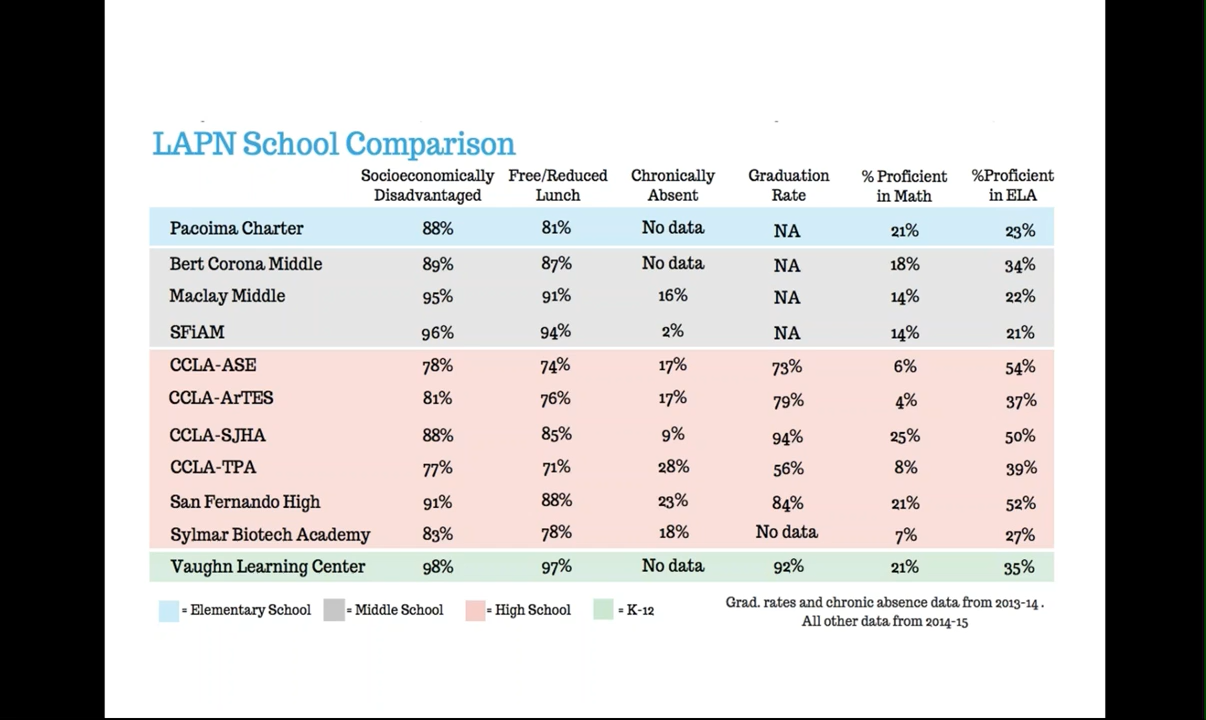 LAPN School Comparison
Socioeconomically Disadvantaged Free/Reduced Lunch Chronically Absent Graduation Rate % Proficient in Math %Proficient in ELA
Pacoima Charter 88% 81% No data NA 21% 23%
Bert Corona Middle 89% 87% No data NA 18% 34%
Maclay Middle 95% 91% 16% NA 14% 22%
SFiAM 96% 94% 2% NA 14% 21%
CCLA-ASE 78% 74% 17% 73% 6% 54%
CCLA-ArTES 81% 76% 17% 79% 4% 37%
CCLA-SJHA 88% 85% 9% 94% 25% 50%
CCLA-TPA 77% 71% 28% 56% 8% 39%
San Fernando High 91% 88% 23% 84% 21% 52%
Sylmar Biotech Academy 83% 78% 18% No data 7% 27%
Vaughn Learning Center 98% 97% No data 92% 21% 35%
= Elementary School = Middle School = High School = K-12
Grad. rates and chronic absence data from 2013-14 .
All other data from 2014-15